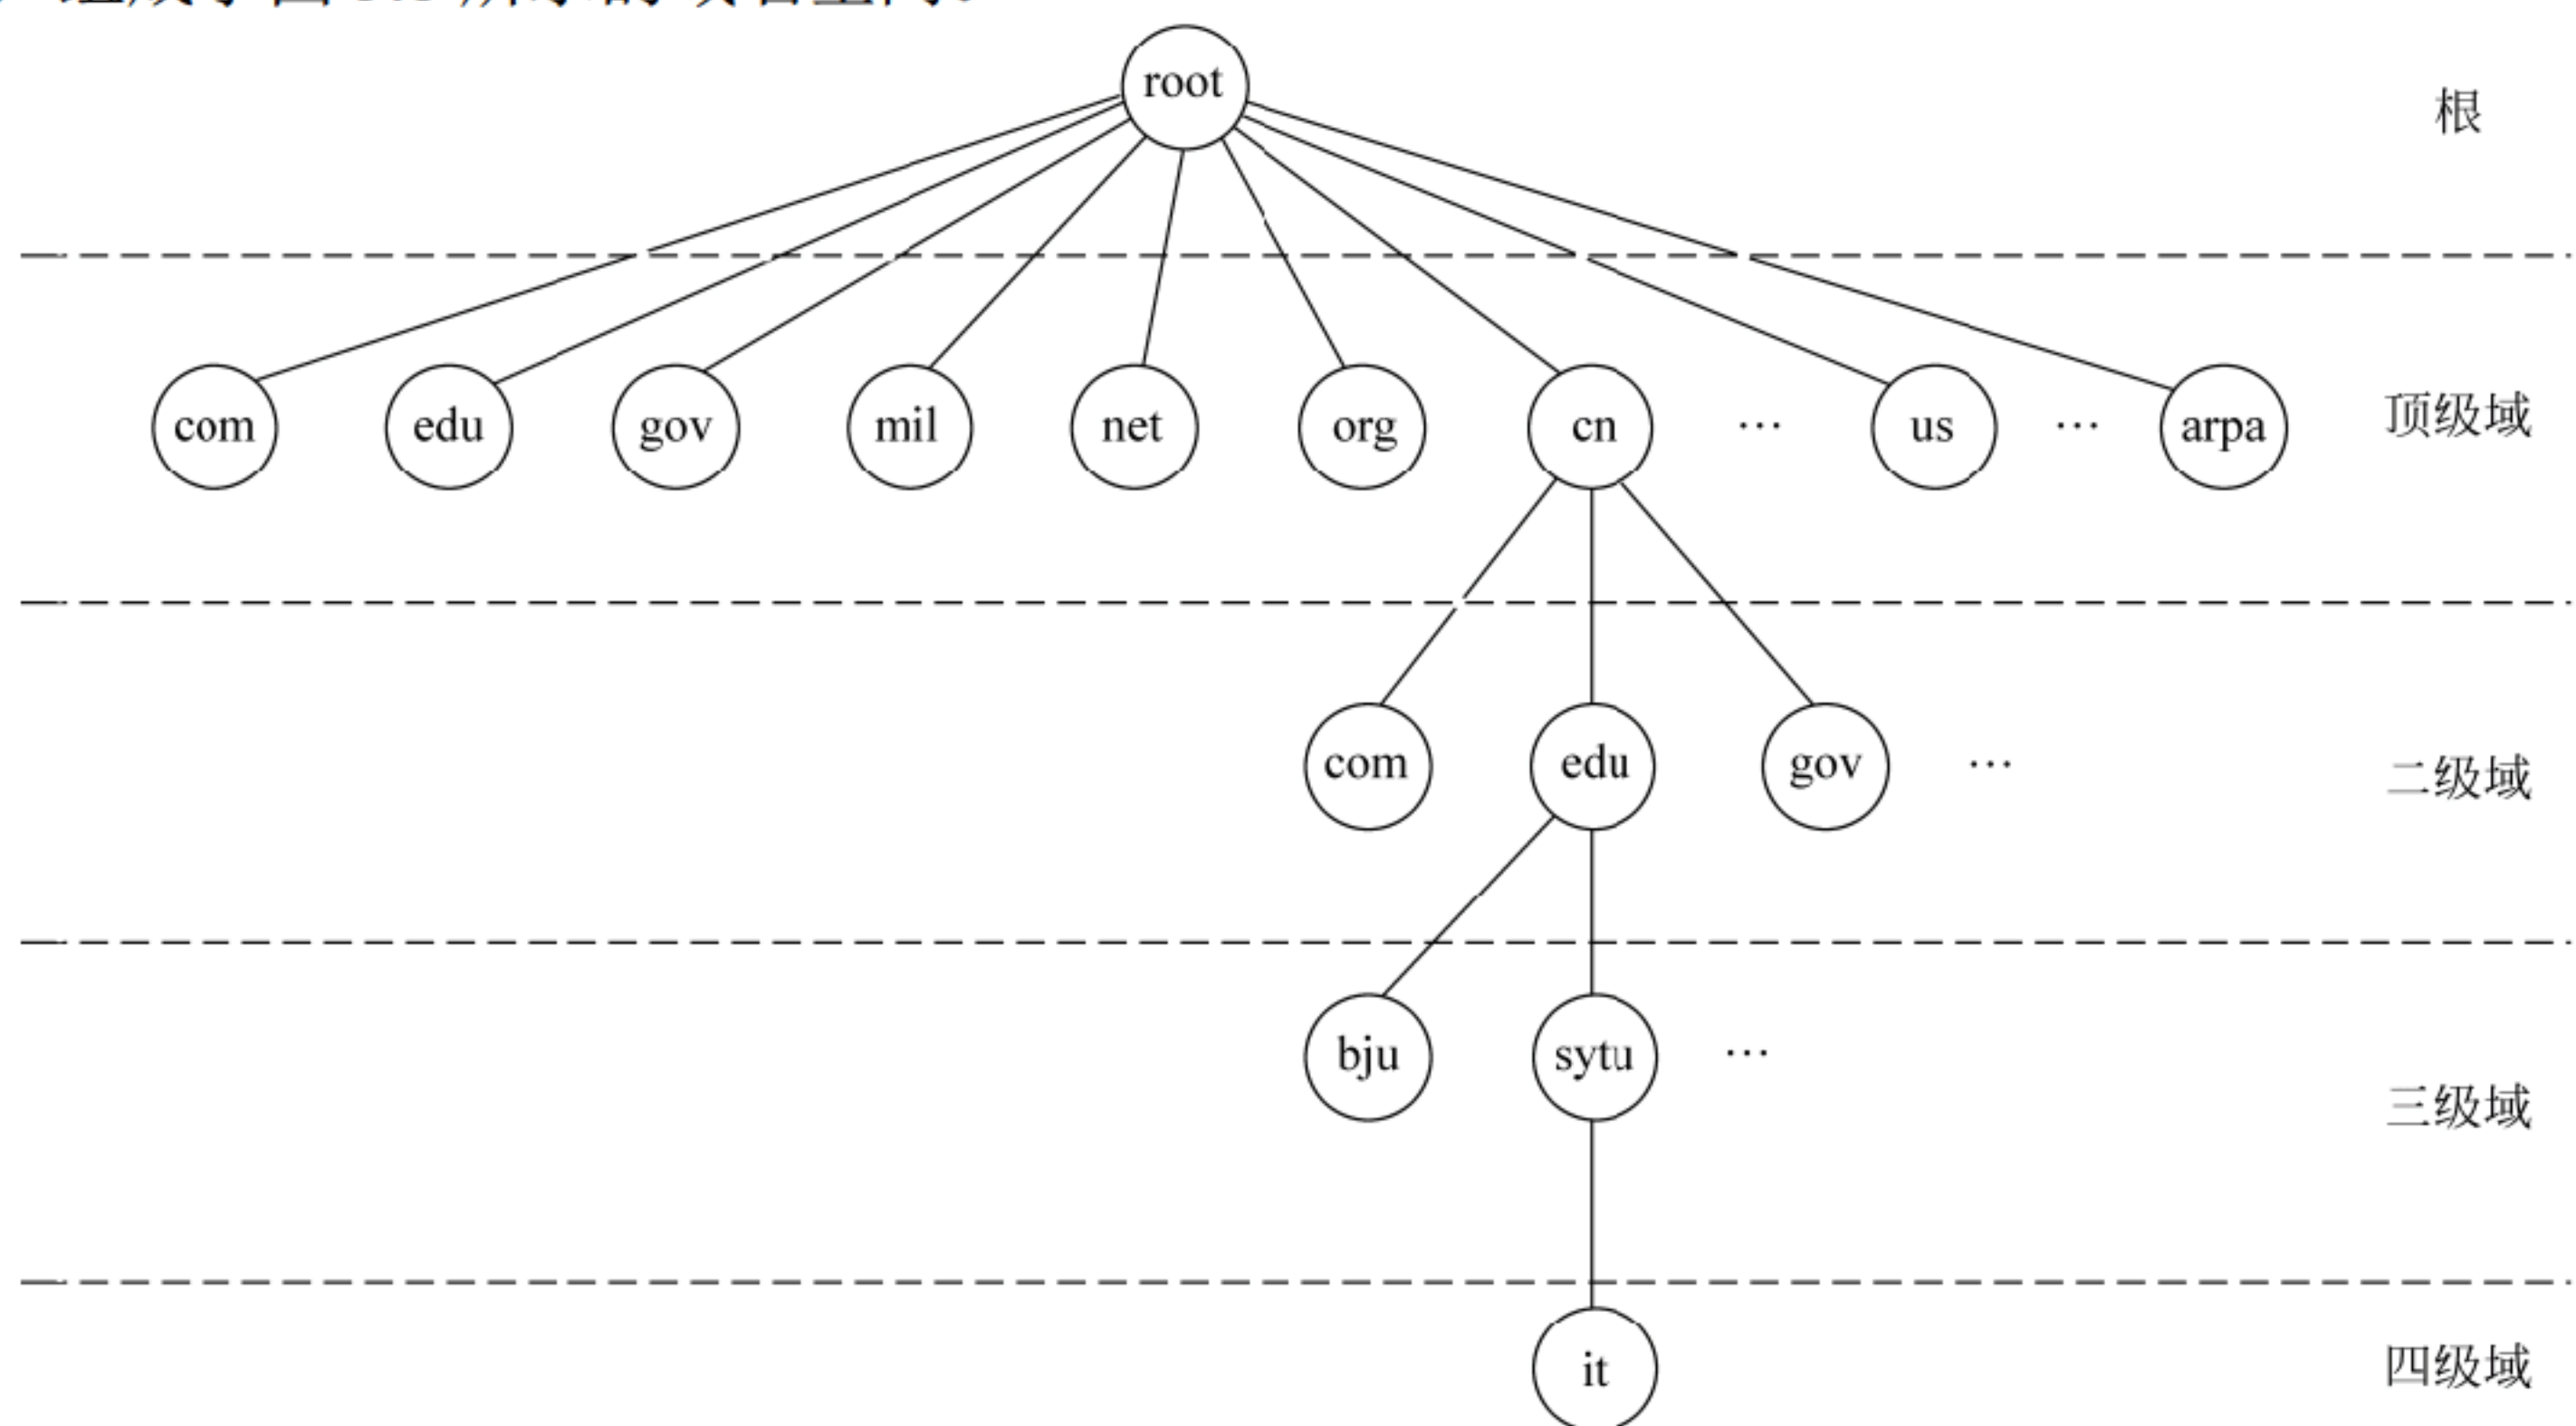 root
根
com edu gov mil net org cn … us … arpa 顶级域
com edu gov … 二级域
bju sytu … 三级域
it 四级域